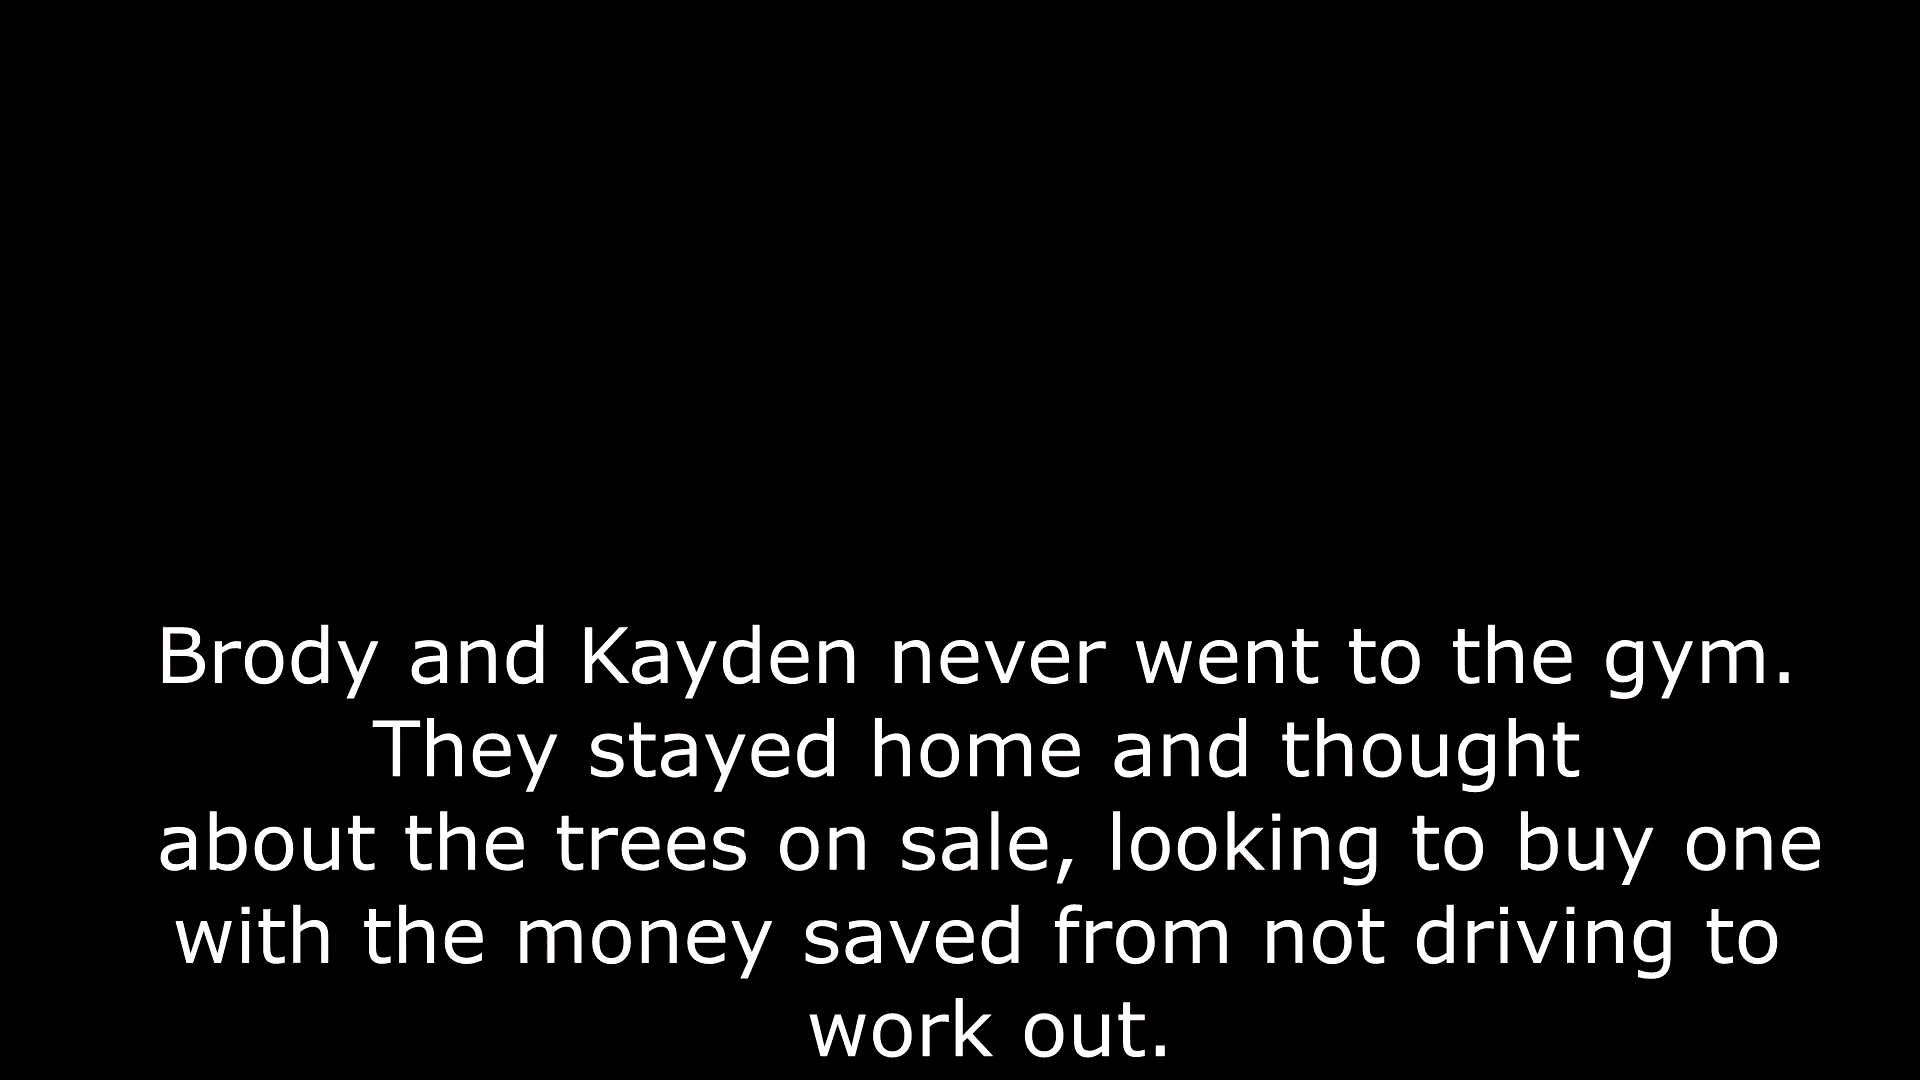 Brody and Kayden never went to the gym.
They stayed home and thought
about the trees on sale, looking to buy one
with the money saved from not driving to
work out.